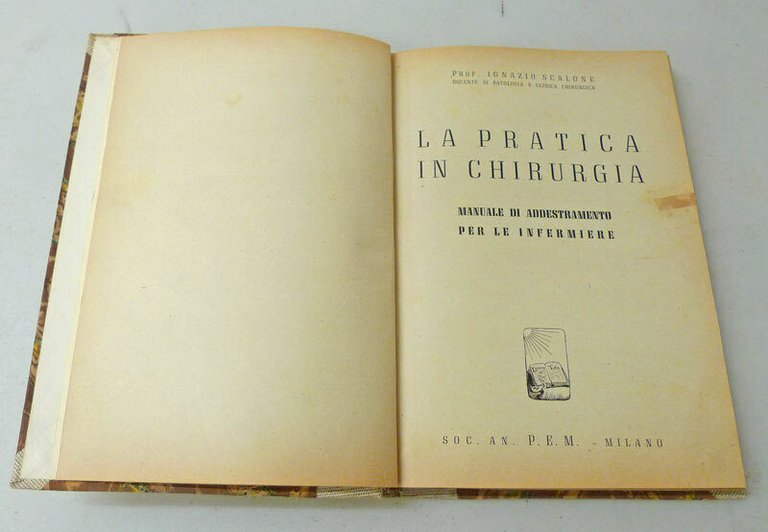 PROF. IGNAZIO SCALONE
DOCENTE DI PATOLOGIA E CLINICA CHIRURGICA
LA PRATICA
IN CHIRURGIA
MANUALE DI ADDESTRAMENTO
PER LE INFERMIERE
SOC. AN. P.E.M. - MILANO